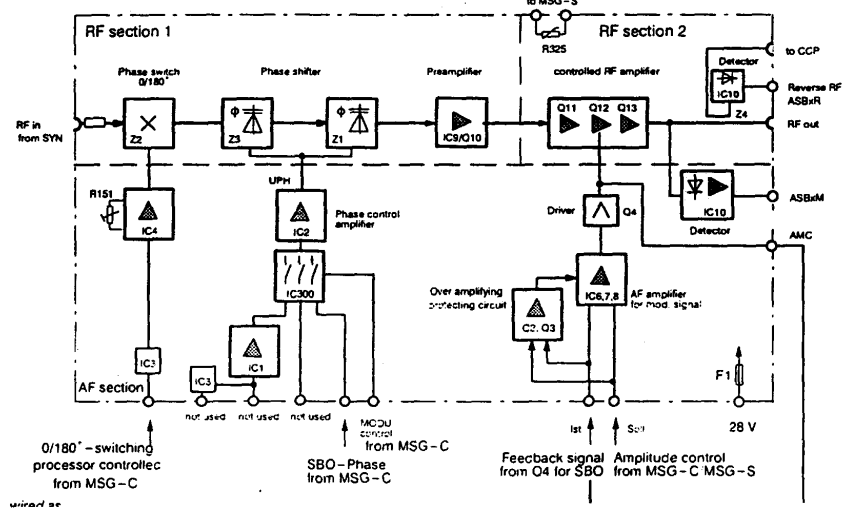 to MSG-S
RF section 1
RF section 2
R325
to CCP
Phase switch
0/180°
Phase shifter
Preamplifier
controlled RF amplifier
Detector
IC10
Reverse RF
ASBxR
Z4
RF in
from SYN
Z2
Φ
Z3
Φ
Z1
IC9/Q10
Q11
Q12
Q13
RF out
UPH
R151
IC4
IC2
Phase control
amplifier
Driver
Q4
IC10
ASBxM
Detector
AMC
IC300
Over amplifying
protecting circuit
IC6,7,8
AF amplifier
for mod. signal
IC1
IC3
IC3
F1
AF section
not used
not used
not used
MODU
control
from MSG-C
Ist
Soll
28 V
0/180°-switching
processor controlled
from MSG-C
SBO-Phase
from MSG-C
Feedback signal
from Q4 for SBO
Amplitude control
from MSG-C MSG-S
wired as